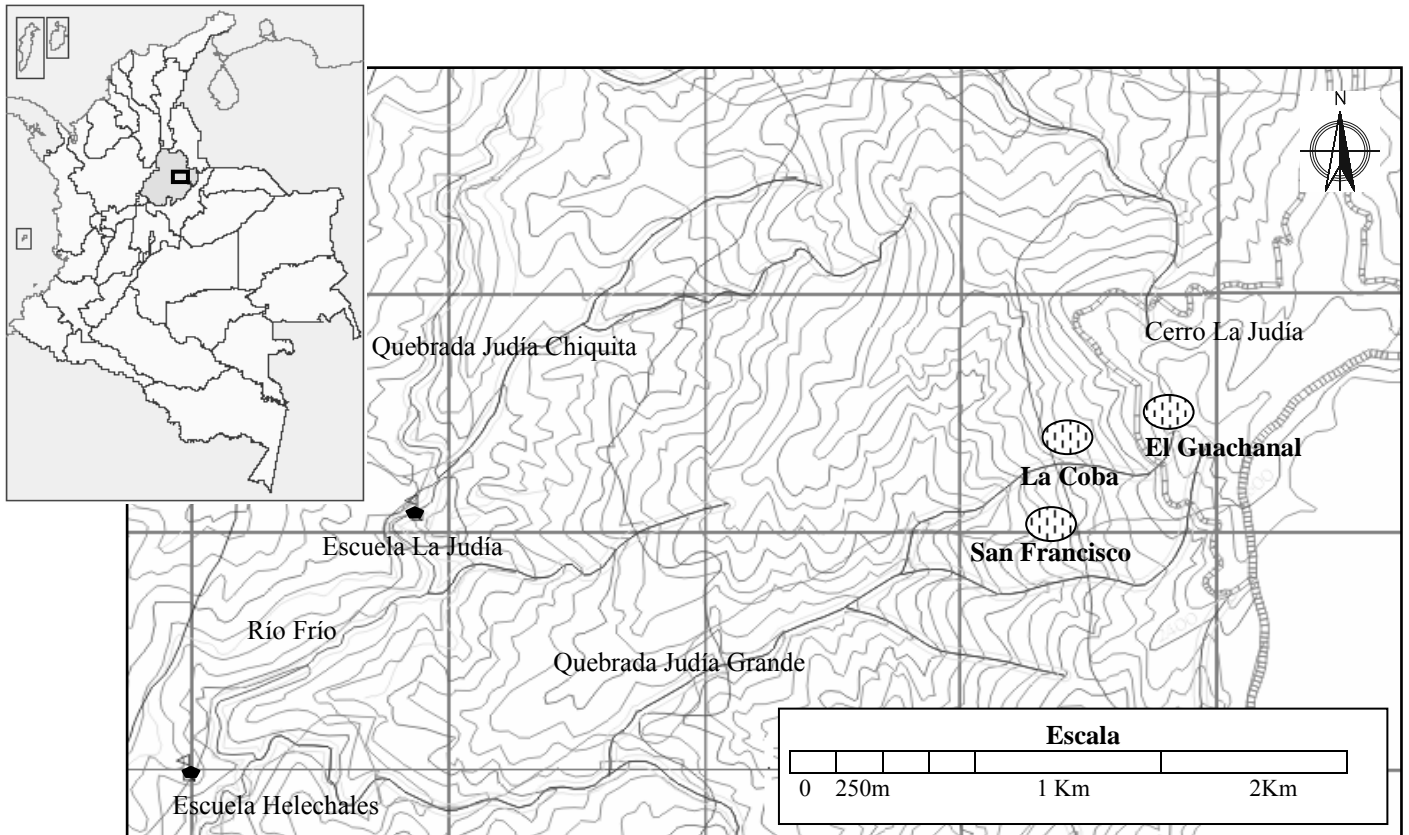 N
Cerro La Judía
Quebrada Judía Chiquita
El Guachanal
La Coba
Escuela La Judía
San Francisco
Río Frío
Quebrada Judía Grande
Escala
0 250m 1 Km 2Km
Escuela Helechales
2400